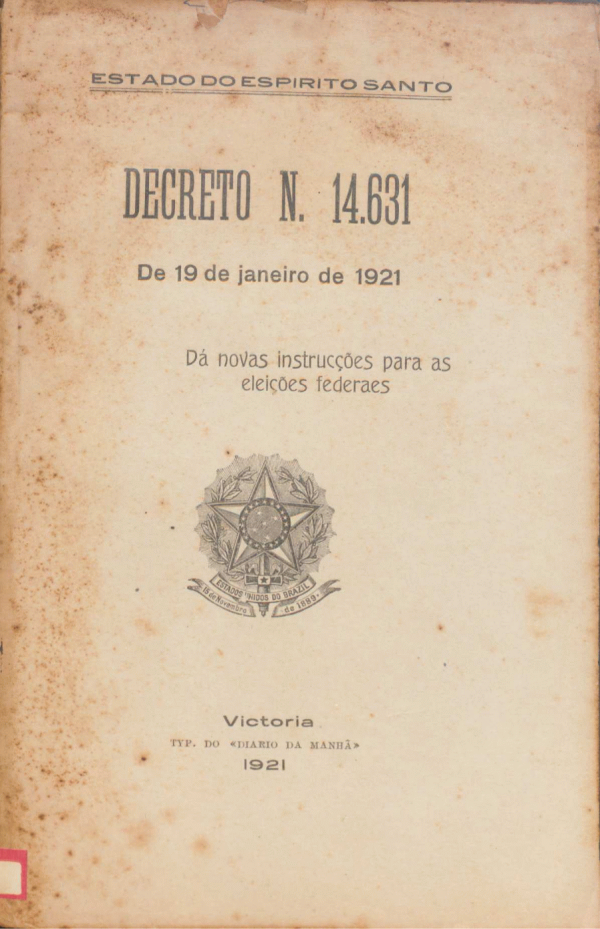 ESTADO DO ESPIRITO SANTO
DECRETO N. 14.631
De 19 de janeiro de 1921
Dá novas instrucções para as
eleições federaes
ESTADOS UNIDOS DO BRAZIL
15 de Novembro de 1889.
Victoria
TYP. DO «DIARIO DA MANHÃ»
1921